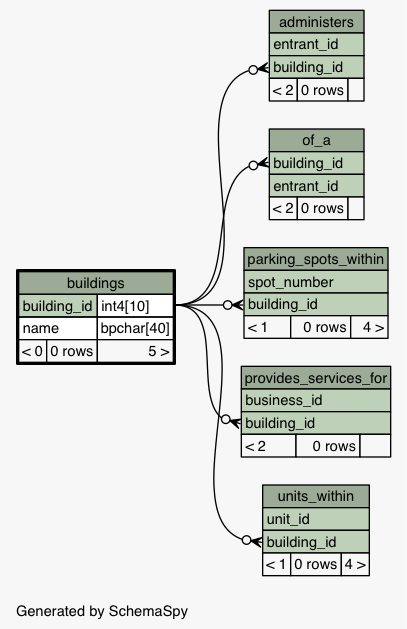 administers
entrant_id
building_id
< 2 0 rows
of_a
building_id
entrant_id
< 2 0 rows
parking_spots_within
spot_number
building_id
< 1 0 rows 4 >
buildings
building_id int4[10]
name bpchar[40]
< 0 0 rows 5 >
provides_services_for
business_id
building_id
< 2 0 rows
units_within
unit_id
building_id
< 1 0 rows 4 >
Generated by SchemaSpy